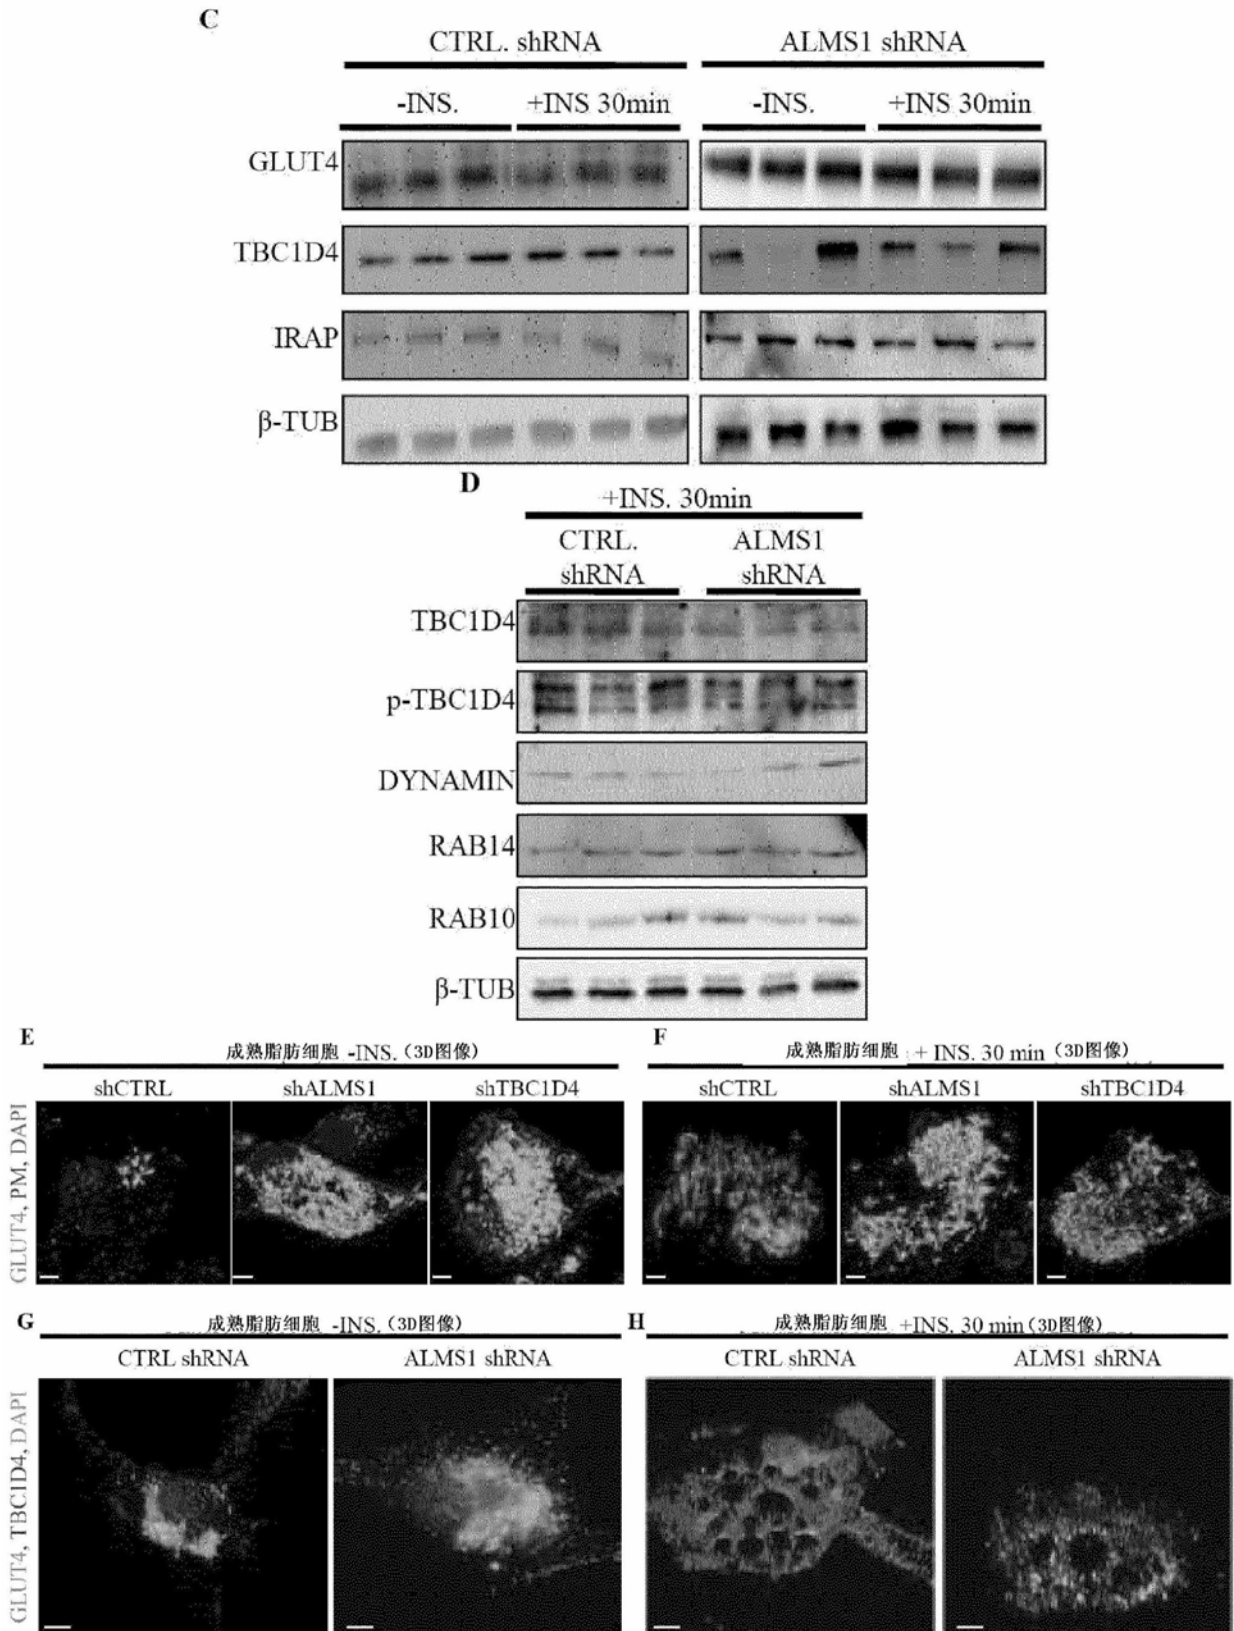 C
CTRL. shRNA
ALMS1 shRNA
-INS.
+INS 30min
-INS.
+INS 30min
GLUT4
TBC1D4
IRAP
β-TUB
D
+INS. 30min
CTRL.
shRNA
ALMS1
shRNA
TBC1D4
p-TBC1D4
DYNAMIN
RAB14
RAB10
β-TUB
E
成熟脂肪细胞 -INS.（3D图像）
shCTRL
shALMS1
shTBC1D4
GLUT4, PM, DAPI
F
成熟脂肪细胞 + INS. 30 min（3D图像）
shCTRL
shALMS1
shTBC1D4
G
成熟脂肪细胞 -INS.（3D图像）
CTRL shRNA
ALMS1 shRNA
GLUT4, TBC1D4, DAPI
H
成熟脂肪细胞 +INS. 30 min（3D图像）
CTRL shRNA
ALMS1 shRNA